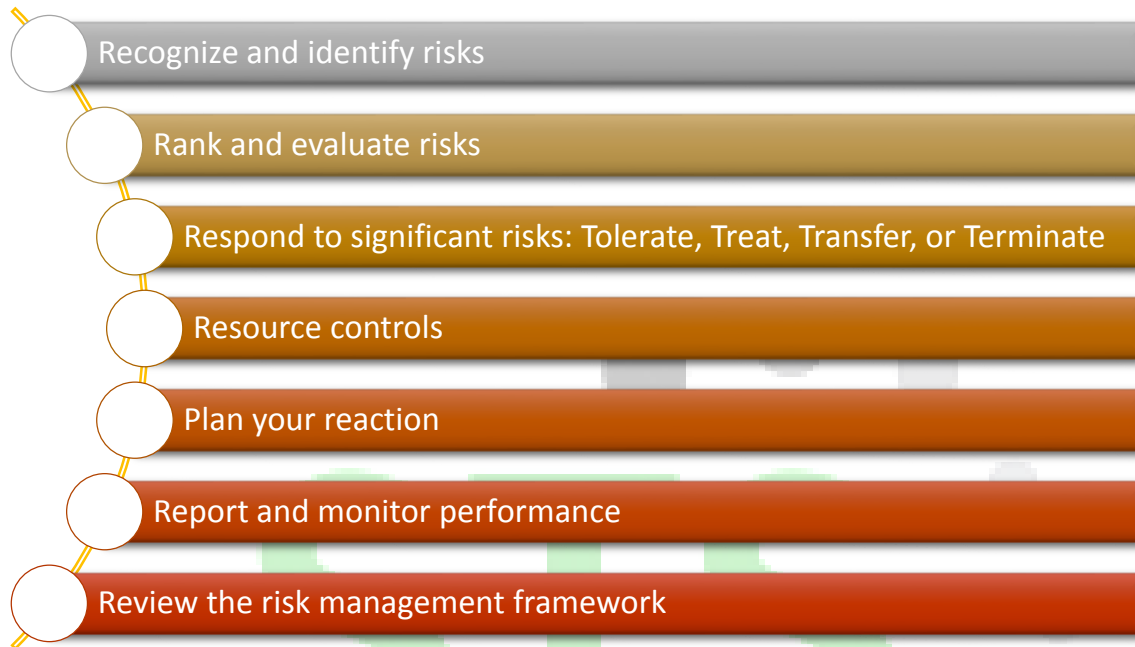 Recognize and identify risks
Rank and evaluate risks
Respond to significant risks: Tolerate, Treat, Transfer, or Terminate
Resource controls
Plan your reaction
Report and monitor performance
Review the risk management framework